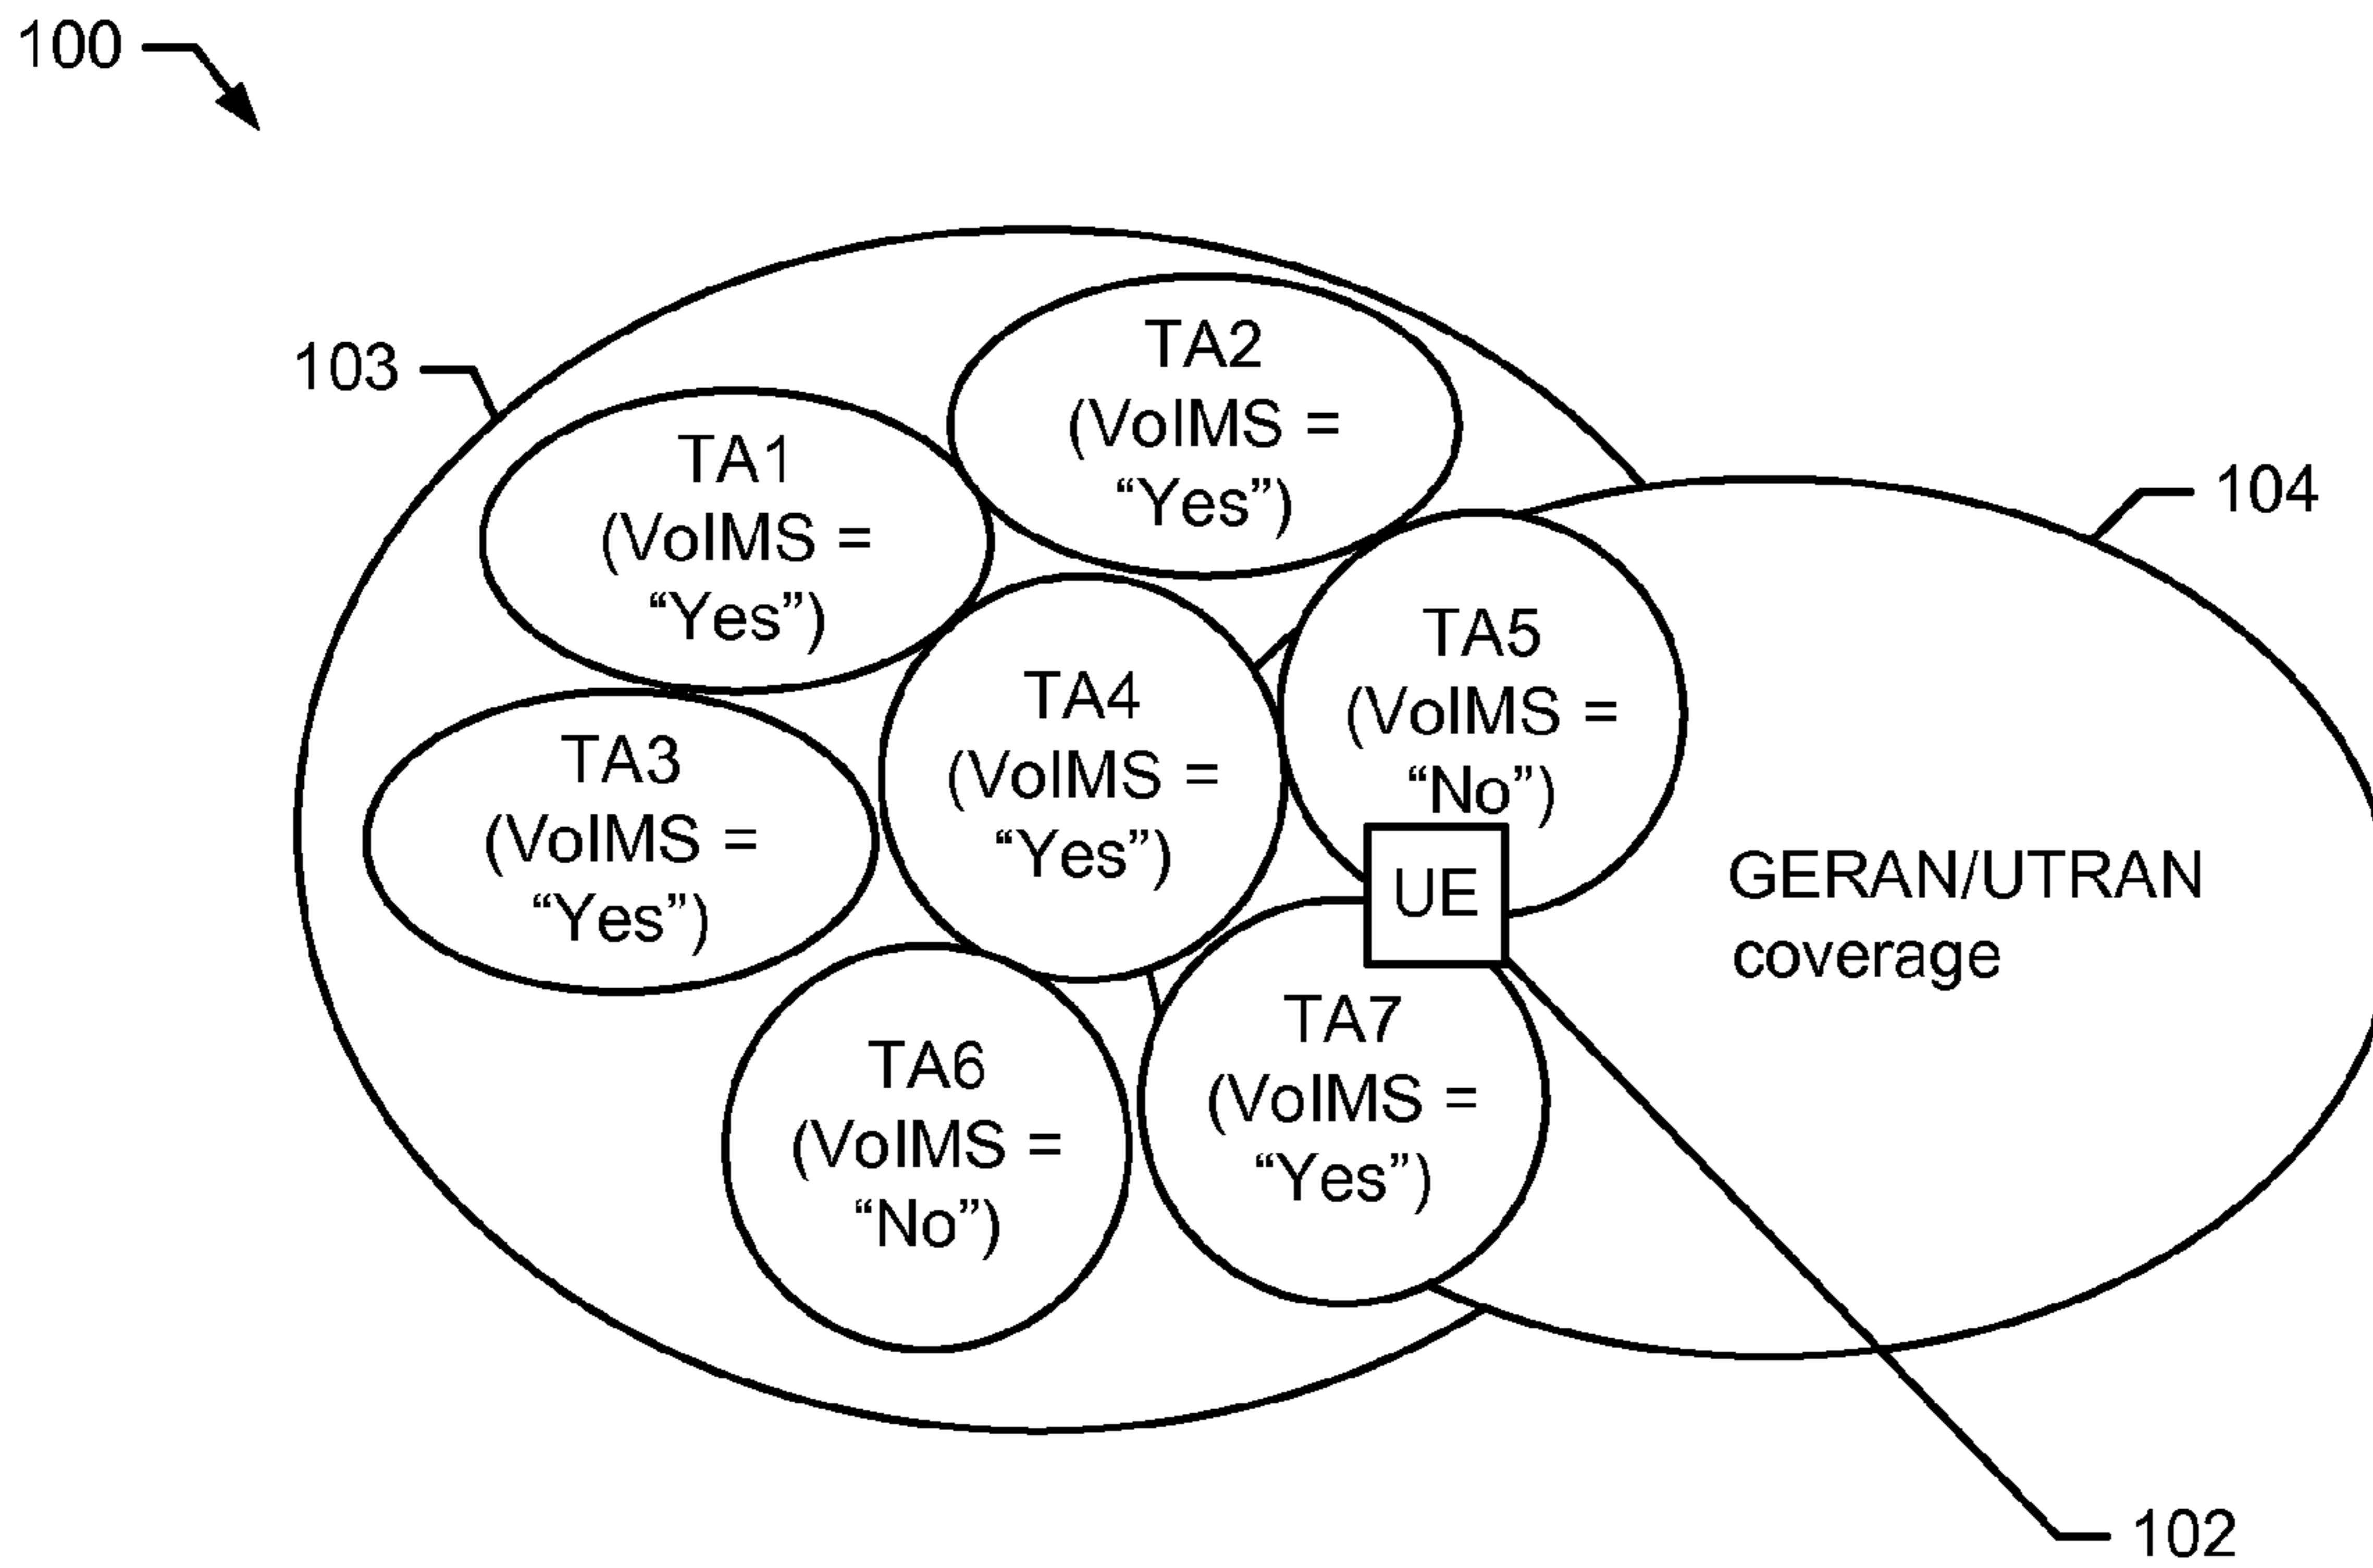 100
103
TA2
(VoIMS =
“Yes”)
TA1
(VoIMS =
“Yes”)
104
TA5
(VoIMS =
“No”)
TA4
(VoIMS =
“Yes”)
TA3
(VoIMS =
“Yes”)
UE
GERAN/UTRAN
coverage
TA7
(VoIMS =
“Yes”)
TA6
(VoIMS =
“No”)
102